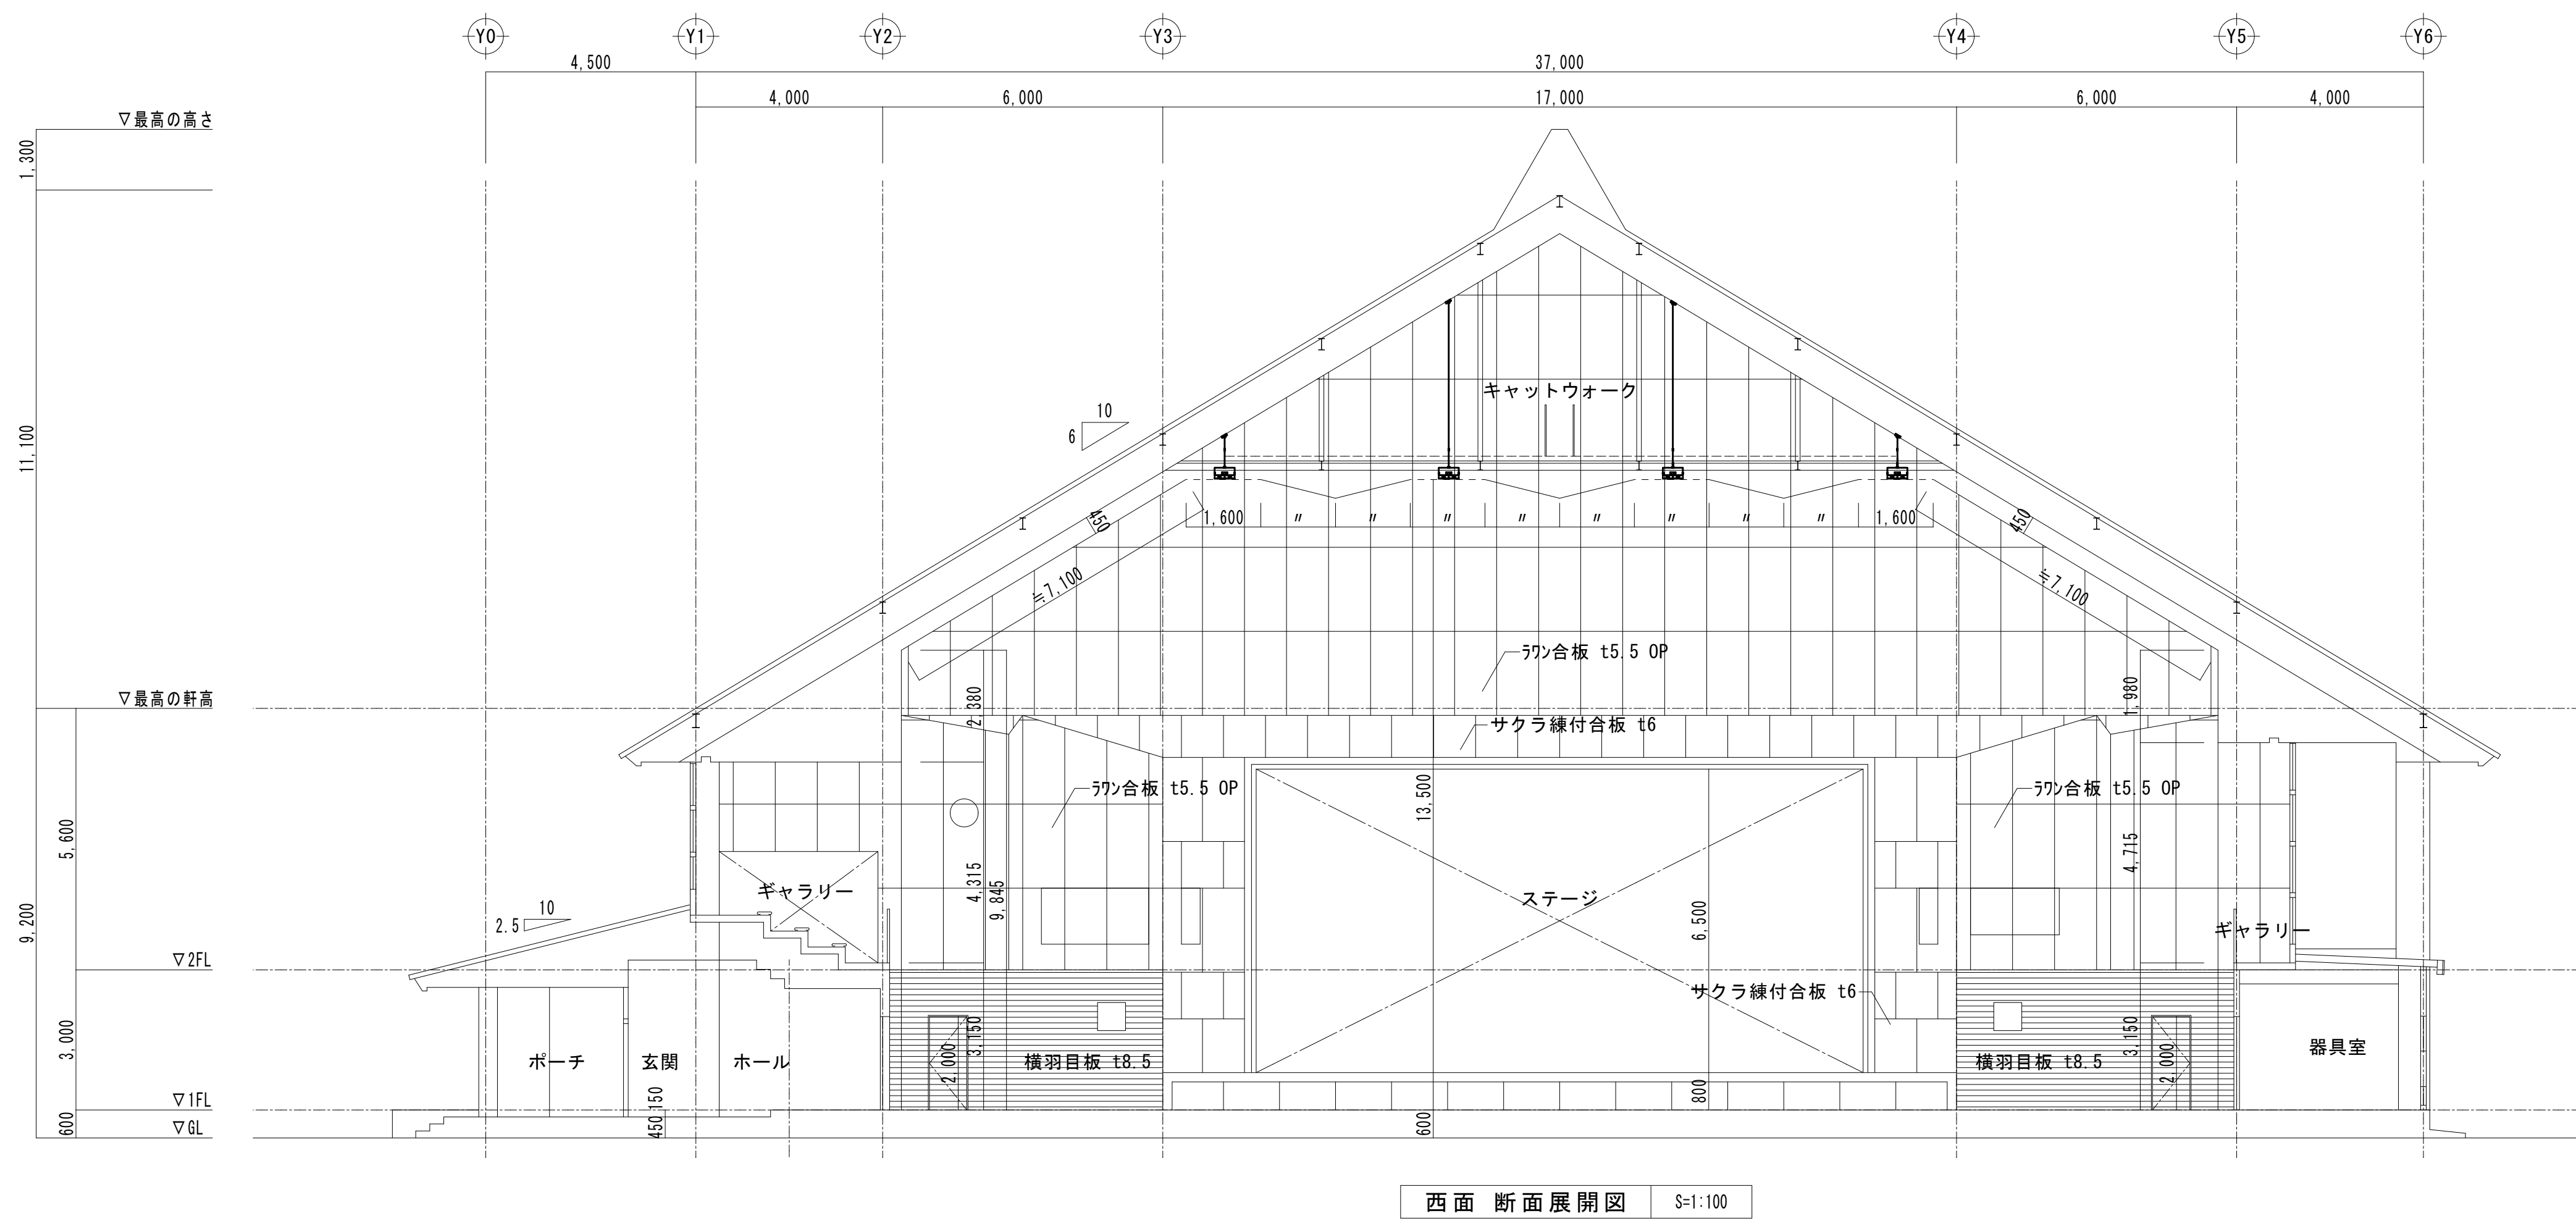 Y0 Y1 Y2 Y3 Y4 Y5 Y6
4,500 37,000
4,000 6,000 17,000 6,000 4,000
▽最高の高さ
1,300
キャットウォーク
10
6
11,100
450 1,600 〃 〃 〃 〃 〃 〃 〃 〃 1,600 450
≒7,100 ≒7,100
ﾗﾜﾝ合板 t5.5 OP
▽最高の軒高
2,380 1,980
サクラ練付合板 t6
ﾗﾜﾝ合板 t5.5 OP
13,500
ﾗﾜﾝ合板 t5.5 OP
5,600
4,315
9,845
4,715
ギャラリー
ステージ
10
2.5
9,200
6,500
ギャラリー
▽2FL
サクラ練付合板 t6
3,000
ポーチ
玄関
ホール
2,000
3,150
横羽目板 t8.5
横羽目板 t8.5
3,150
2,000
器具室
▽1FL
800
150
450
600
▽GL
600
西面 断面展開図 S=1:100